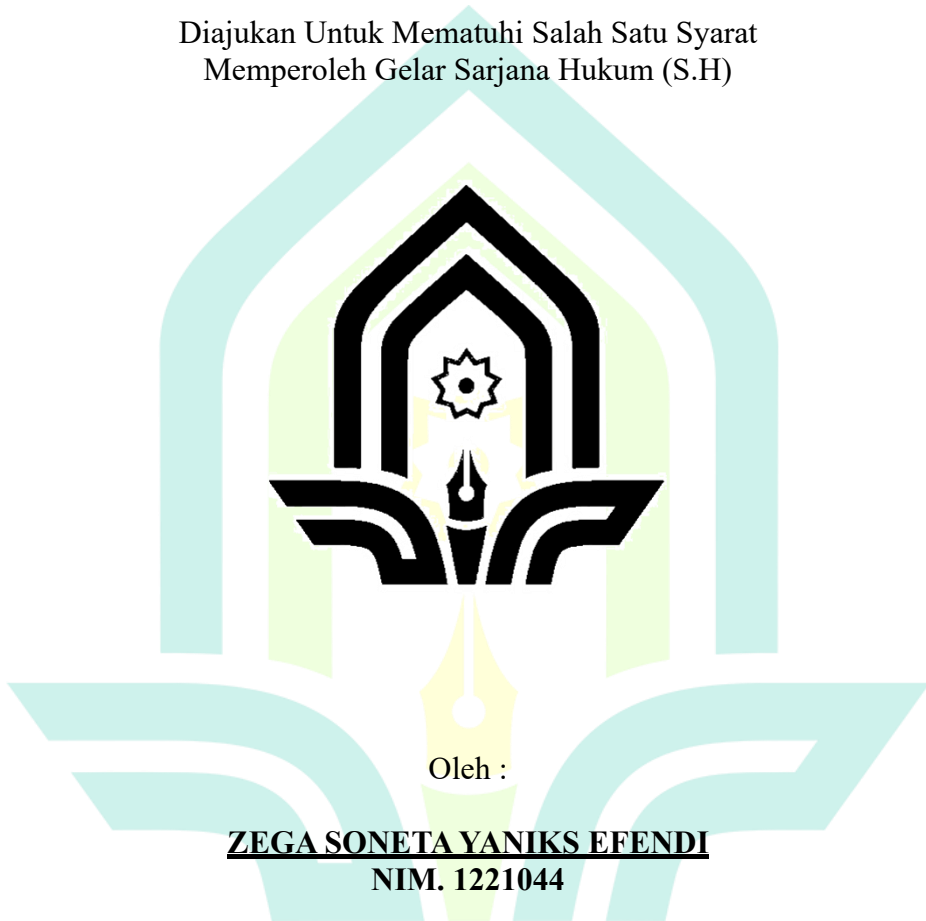 Diajukan Untuk Mematuhi Salah Satu Syarat
Memperoleh Gelar Sarjana Hukum (S.H)
Oleh :
ZEGA SONETA YANIKS EFENDI
NIM. 1221044